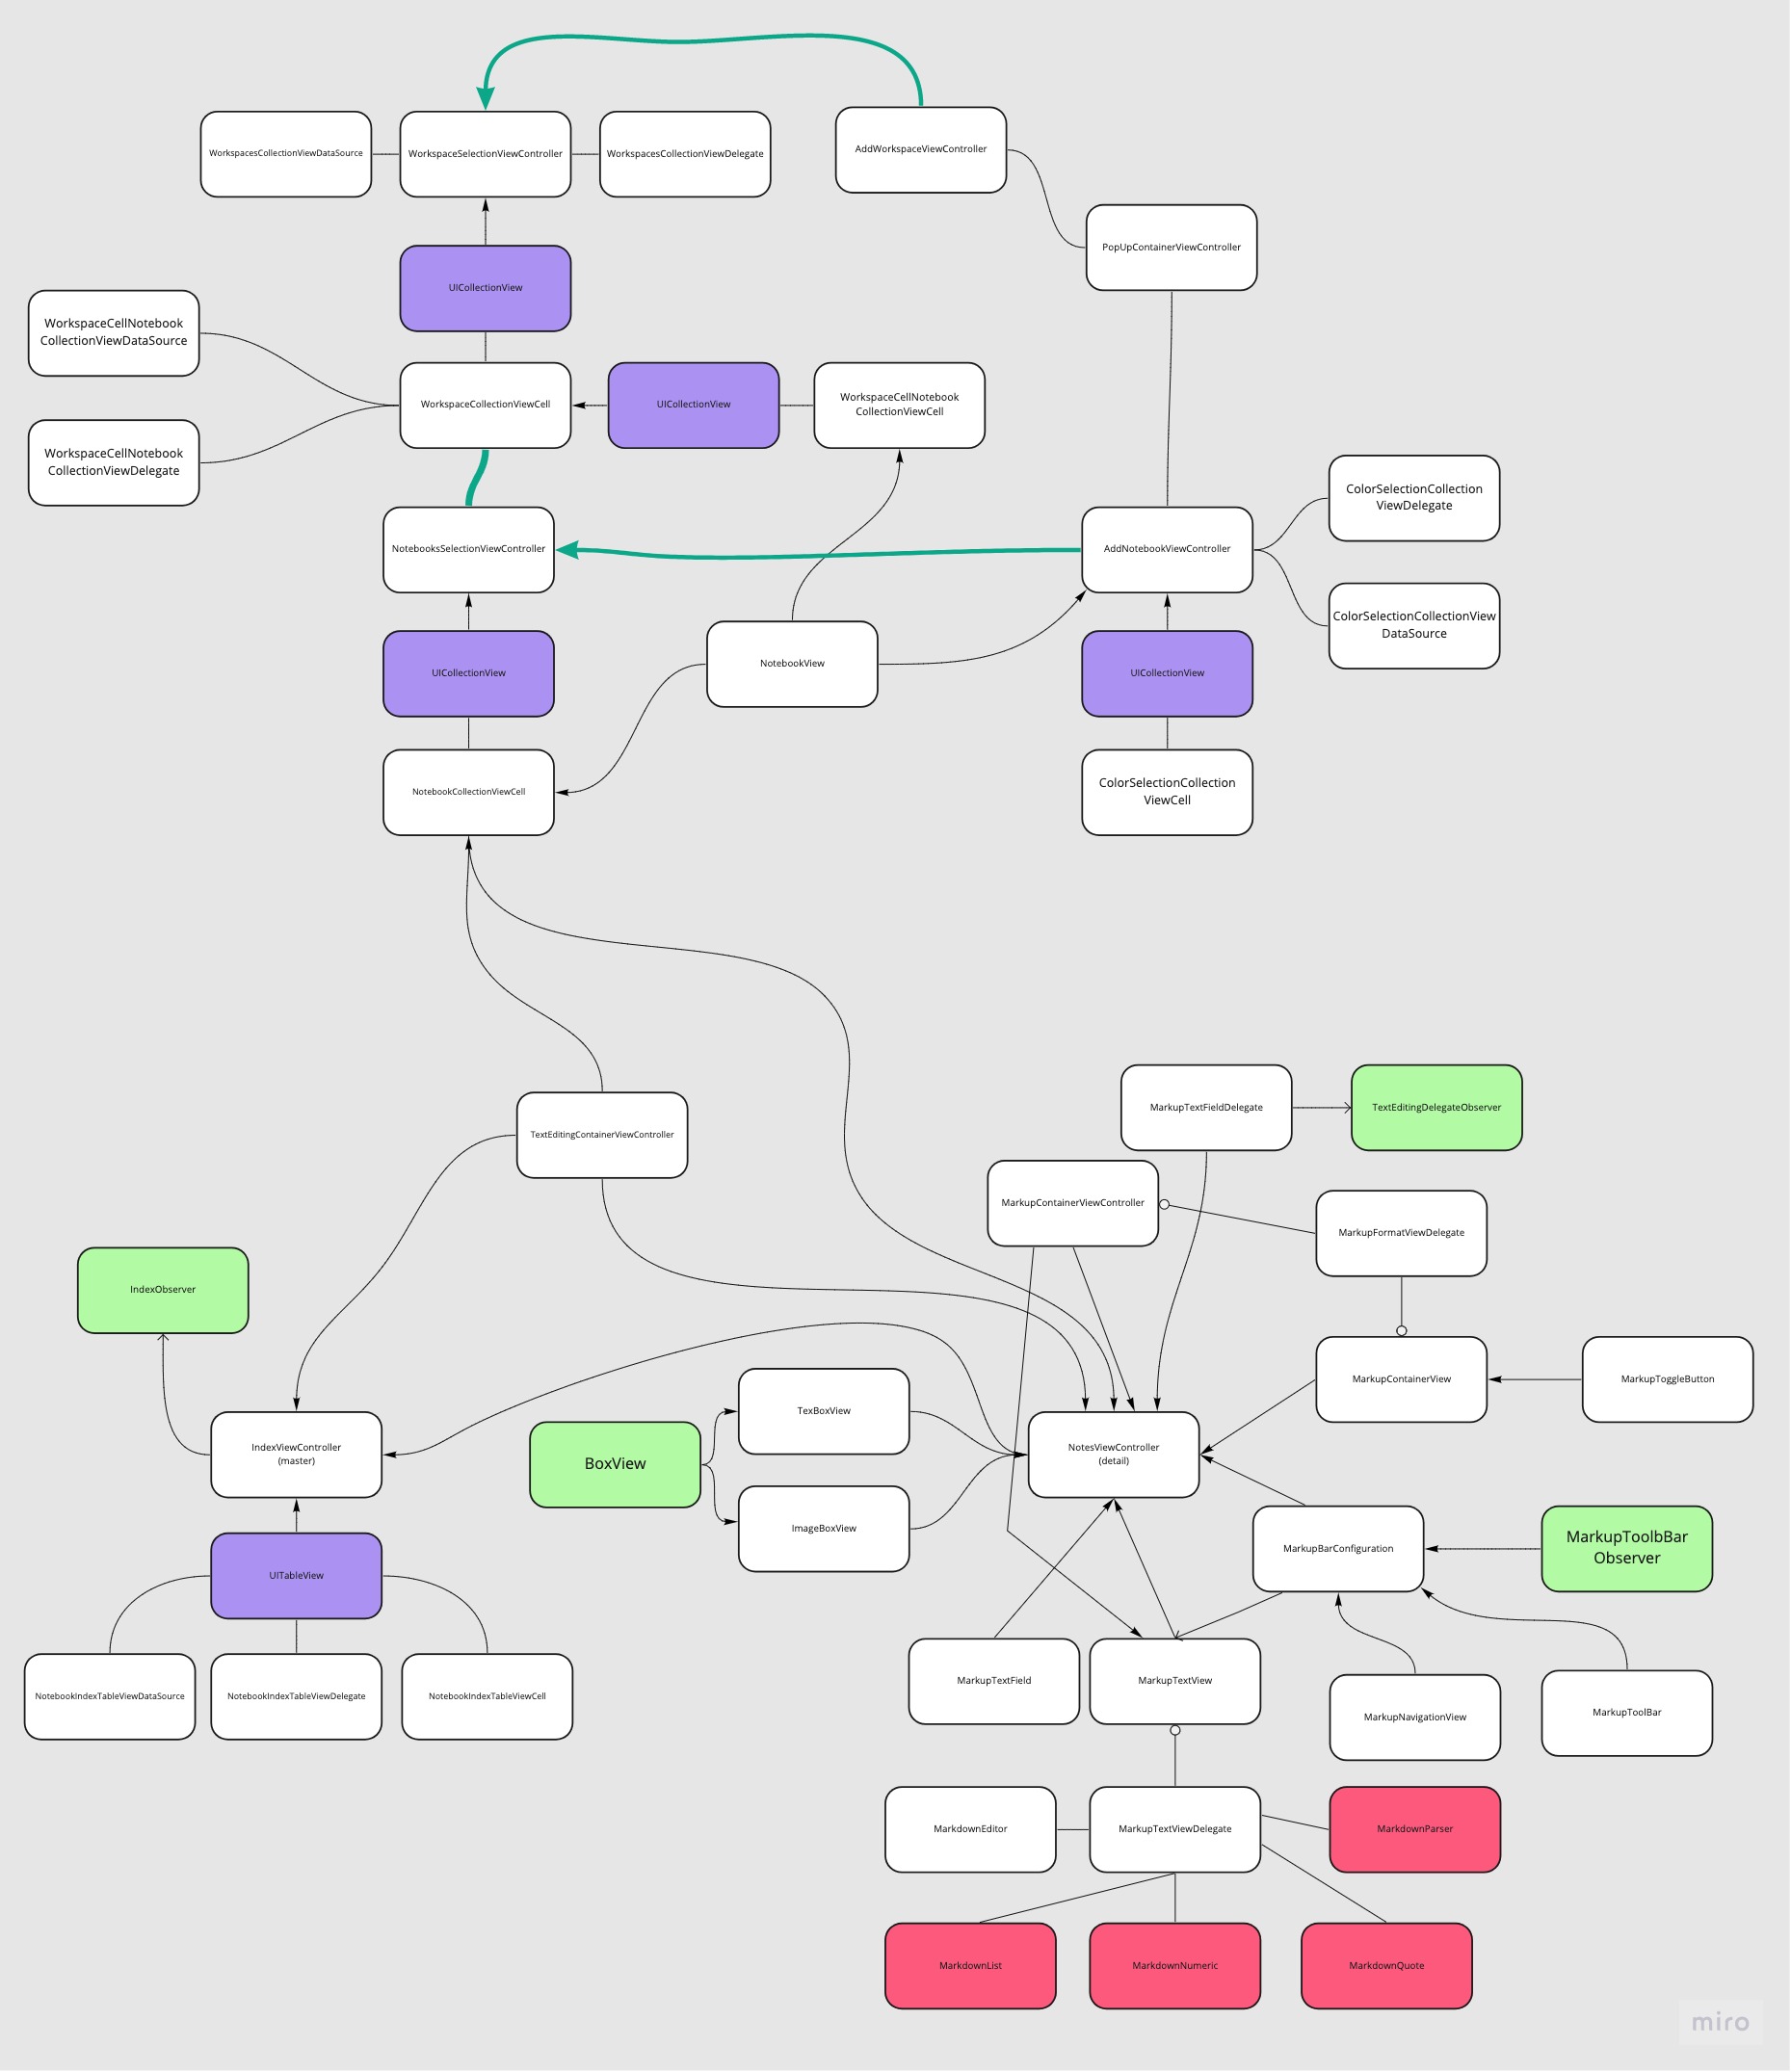 WorkspacesCollectionViewDataSource
WorkspaceSelectionViewController
WorkspacesCollectionViewDelegate
AddWorkspaceViewController
PopUpContainerViewController
UICollectionView
WorkspaceCellNotebook
CollectionViewDataSource
WorkspaceCollectionViewCell
UICollectionView
WorkspaceCellNotebook
CollectionViewCell
WorkspaceCellNotebook
CollectionViewDelegate
ColorSelectionCollection
ViewDelegate
NotebooksSelectionViewController
AddNotebookViewController
ColorSelectionCollectionView
DataSource
UICollectionView
NotebookView
UICollectionView
NotebookCollectionViewCell
ColorSelectionCollection
ViewCell
TextEditingContainerViewController
MarkupTextFieldDelegate
TextEditingDelegateObserver
MarkupContainerViewController
MarkupFormatViewDelegate
IndexObserver
MarkupContainerView
MarkupToggleButton
TexBoxView
IndexViewController
(master)
BoxView
NotesViewController
(detail)
ImageBoxView
MarkupBarConfiguration
MarkupToolbBar
Observer
UITableView
MarkupTextField
MarkupTextView
NotebookIndexTableViewDataSource
NotebookIndexTableViewDelegate
NotebookIndexTableViewCell
MarkupNavigationView
MarkupToolBar
MarkdownEditor
MarkupTextViewDelegate
MarkdownParser
MarkdownList
MarkdownNumeric
MarkdownQuote
miro